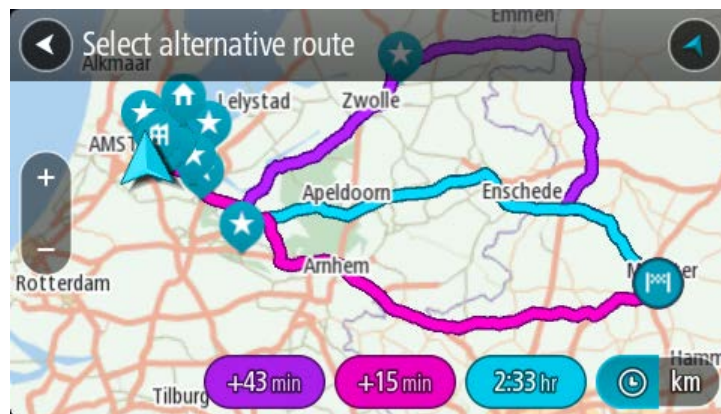 Emmen
Select alternative route
Alkmaar
Lelystad
Zwolle
AMST
+
Apeldoorn
Enschede
−
Arnhem
Rotterdam
Hamm
+43 min
+15 min
2:33 hr
km
Tilburg